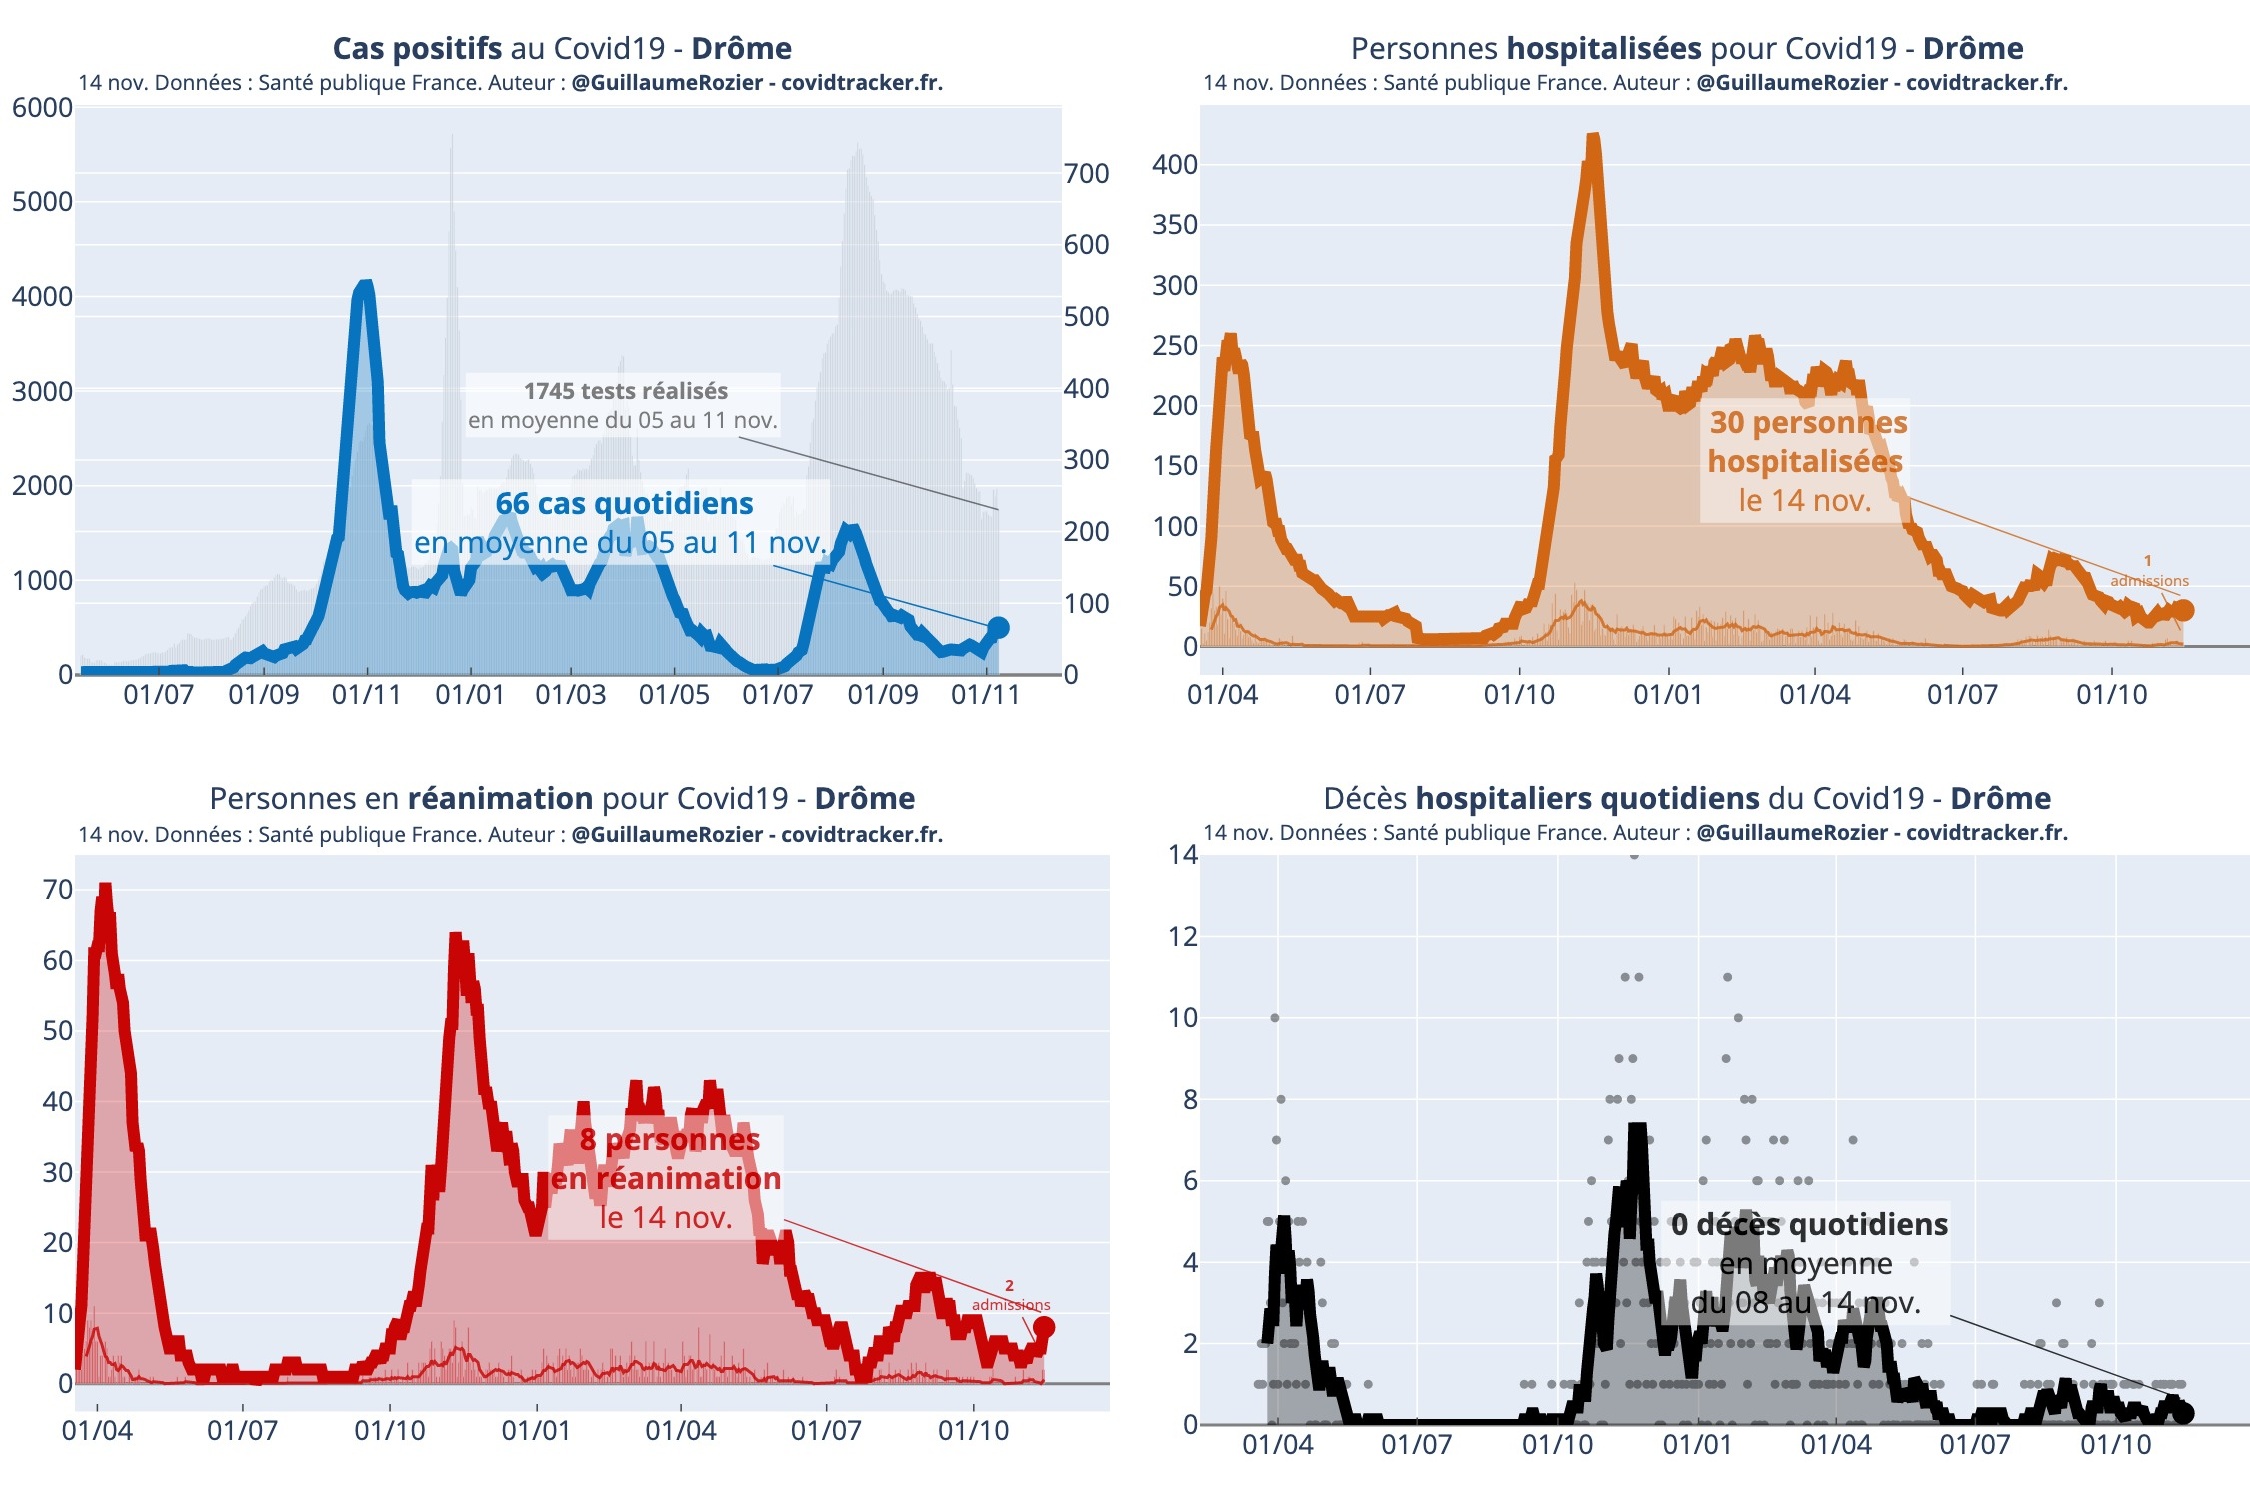 Cas positifs au Covid19 - Drôme
14 nov. Données : Santé publique France. Auteur : @GuillaumeRozier - covidtracker.fr.
6000
5000
4000
3000
2000
1000
0
700
600
500
400
300
200
100
0
1745 tests réalisés
en moyenne du 05 au 11 nov.
66 cas quotidiens
en moyenne du 05 au 11 nov.
01/07 01/09 01/11 01/01 01/03 01/05 01/07 01/09 01/11
Personnes hospitalisées pour Covid19 - Drôme
14 nov. Données : Santé publique France. Auteur : @GuillaumeRozier - covidtracker.fr.
400
350
300
250
200
150
100
50
0
30 personnes
hospitalisées
le 14 nov.
1
admissions
01/04 01/07 01/10 01/01 01/04 01/07 01/10
Personnes en réanimation pour Covid19 - Drôme
14 nov. Données : Santé publique France. Auteur : @GuillaumeRozier - covidtracker.fr.
70
60
50
40
30
20
10
0
8 personnes
en réanimation
le 14 nov.
2
admissions
01/04 01/07 01/10 01/01 01/04 01/07 01/10
Décès hospitaliers quotidiens du Covid19 - Drôme
14 nov. Données : Santé publique France. Auteur : @GuillaumeRozier - covidtracker.fr.
14
12
10
8
6
4
2
0
0 décès quotidiens
en moyenne
du 08 au 14 nov.
01/04 01/07 01/10 01/01 01/04 01/07 01/10